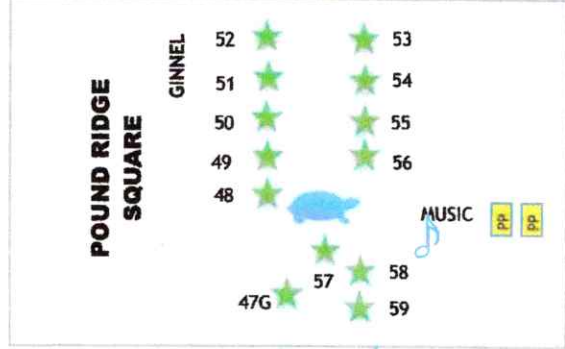 POUND RIDGE
SQUARE
GINNEL
52
53
51
54
50
55
49
56
48
MUSIC
pp
pp
57
58
47G
59